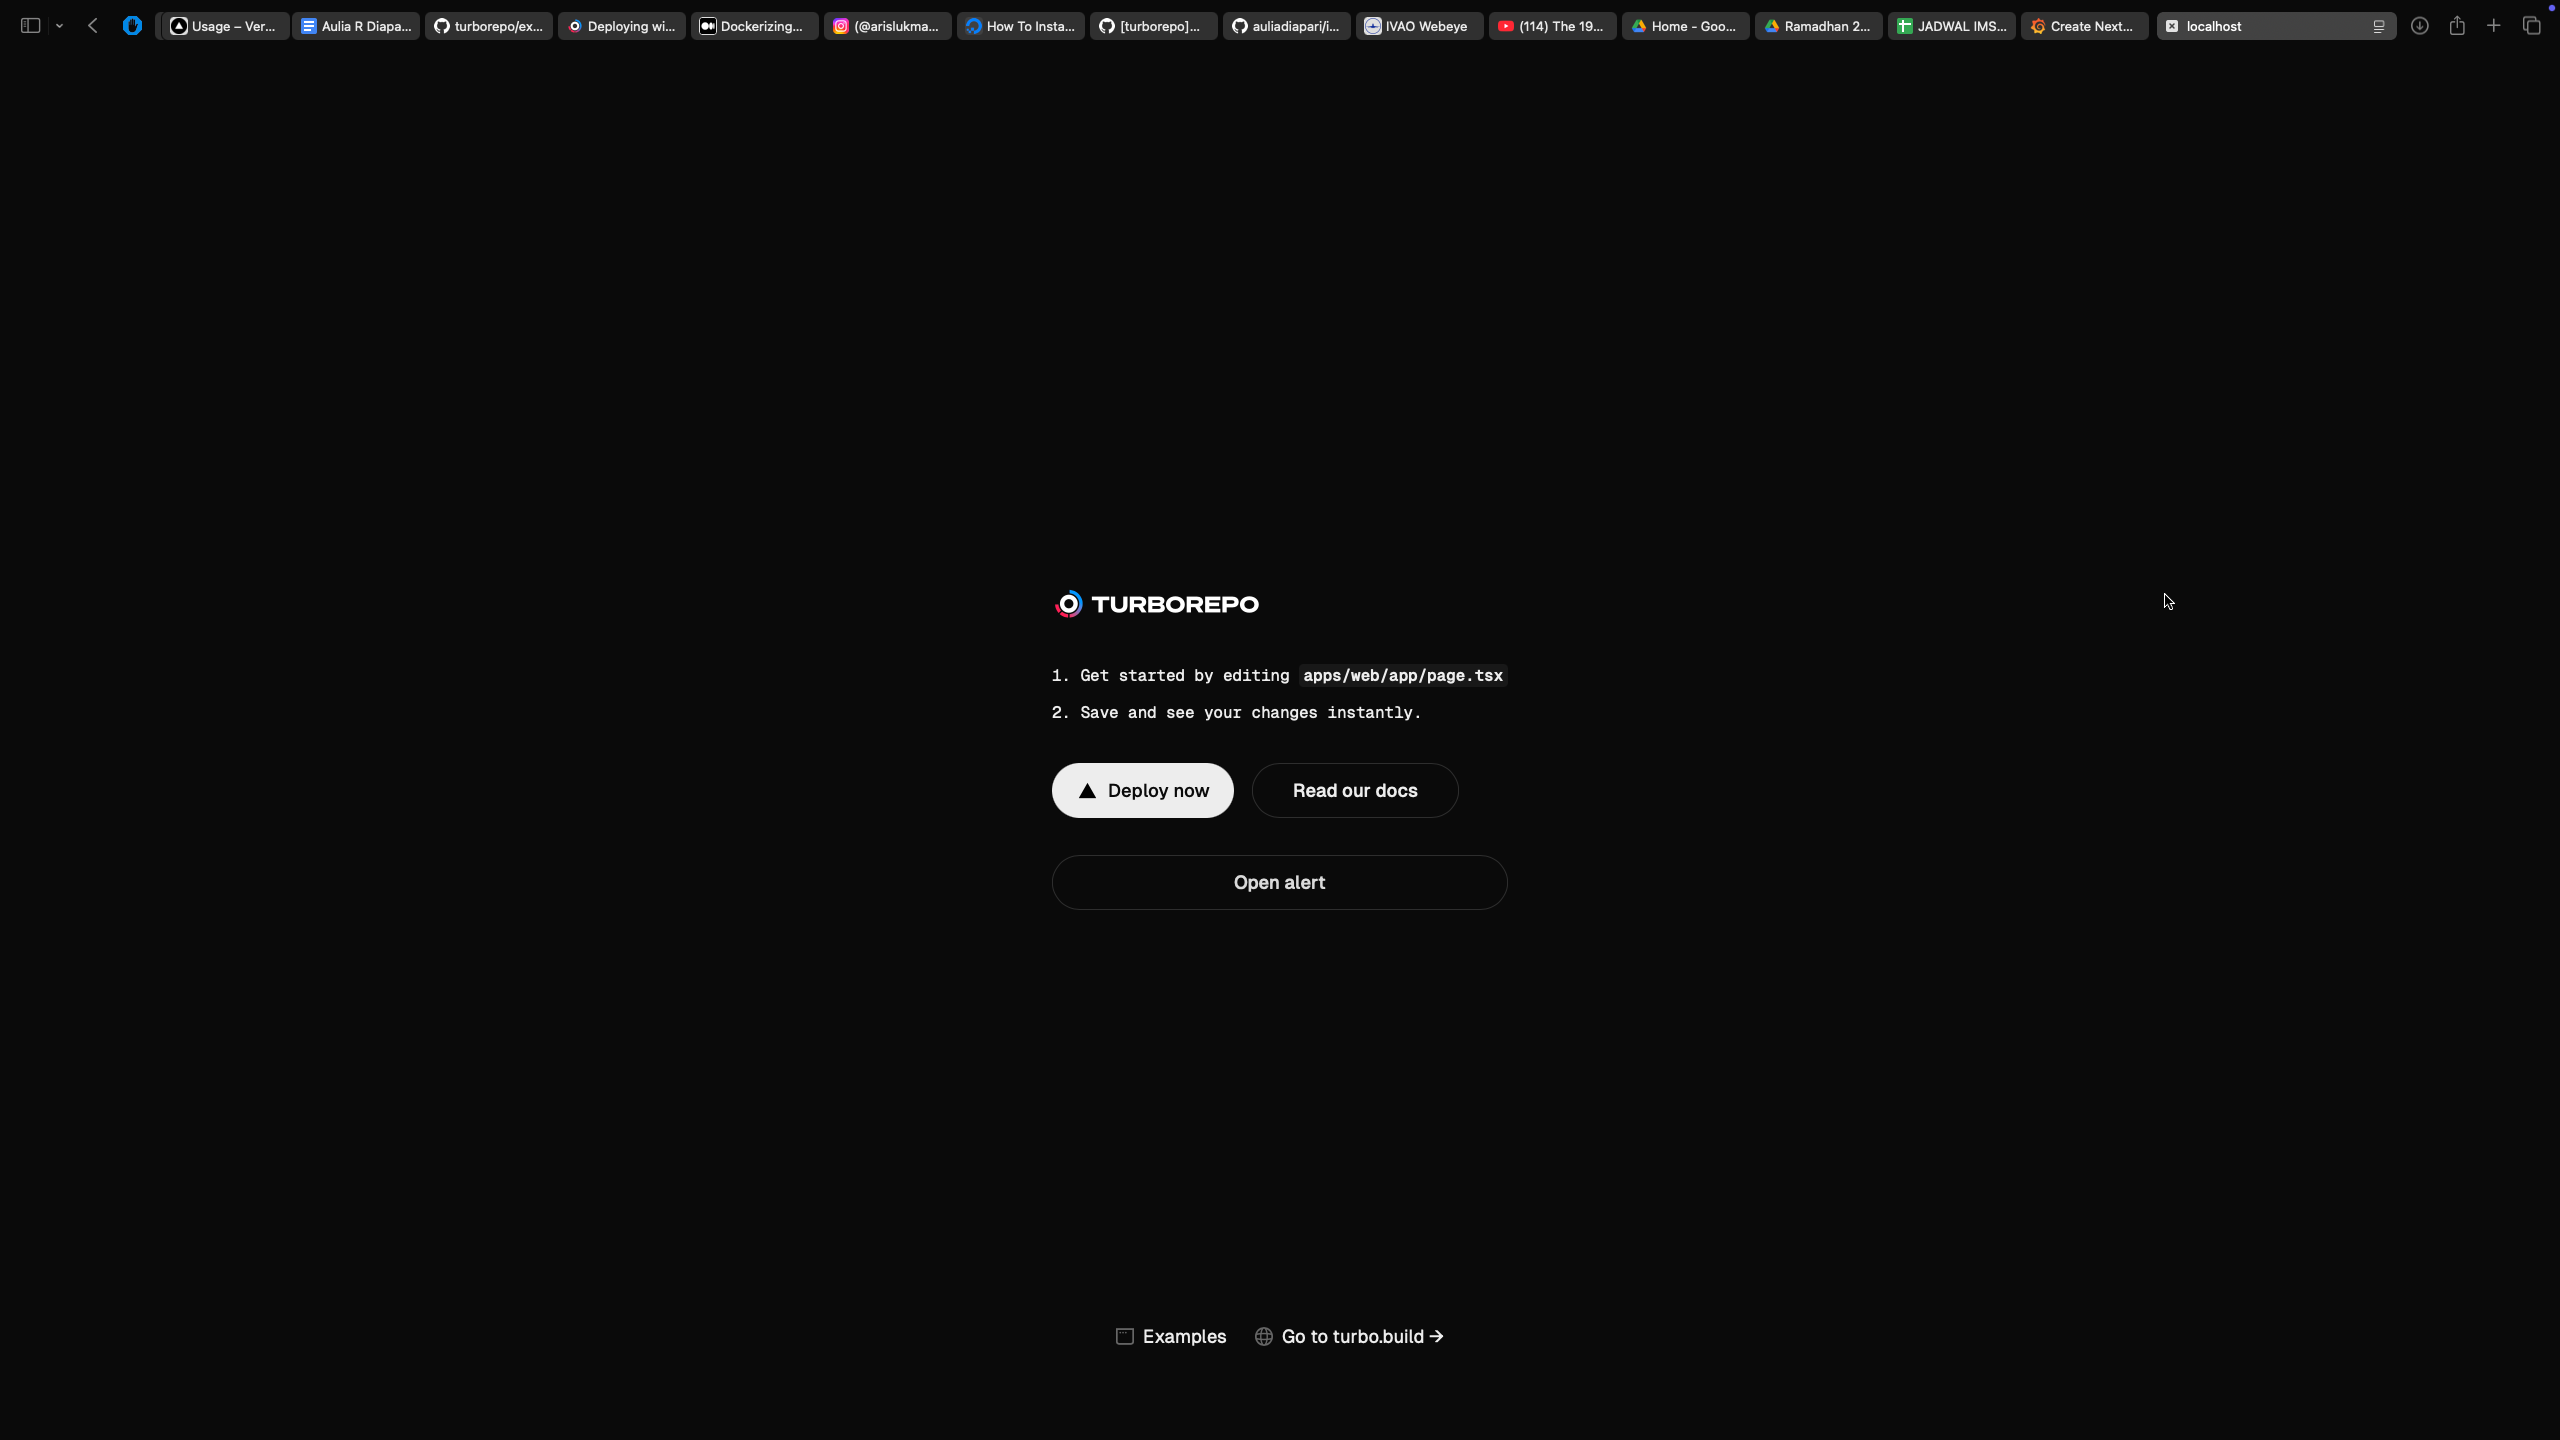 Usage – Ver...
Aulia R Diapa...
turborepo/ex...
Deploying wi...
Dockerizing...
(@arislukma...
How To Insta...
[turborepo]...
auliadiapari/i...
IVAO Webeye
(114) The 19...
Home - Goo...
Ramadhan 2...
JADWAL IMS...
Create Next...
localhost
TURBOREPO
1. Get started by editing apps/web/app/page.tsx
2. Save and see your changes instantly.
Deploy now
Read our docs
Open alert
Examples
Go to turbo.build →